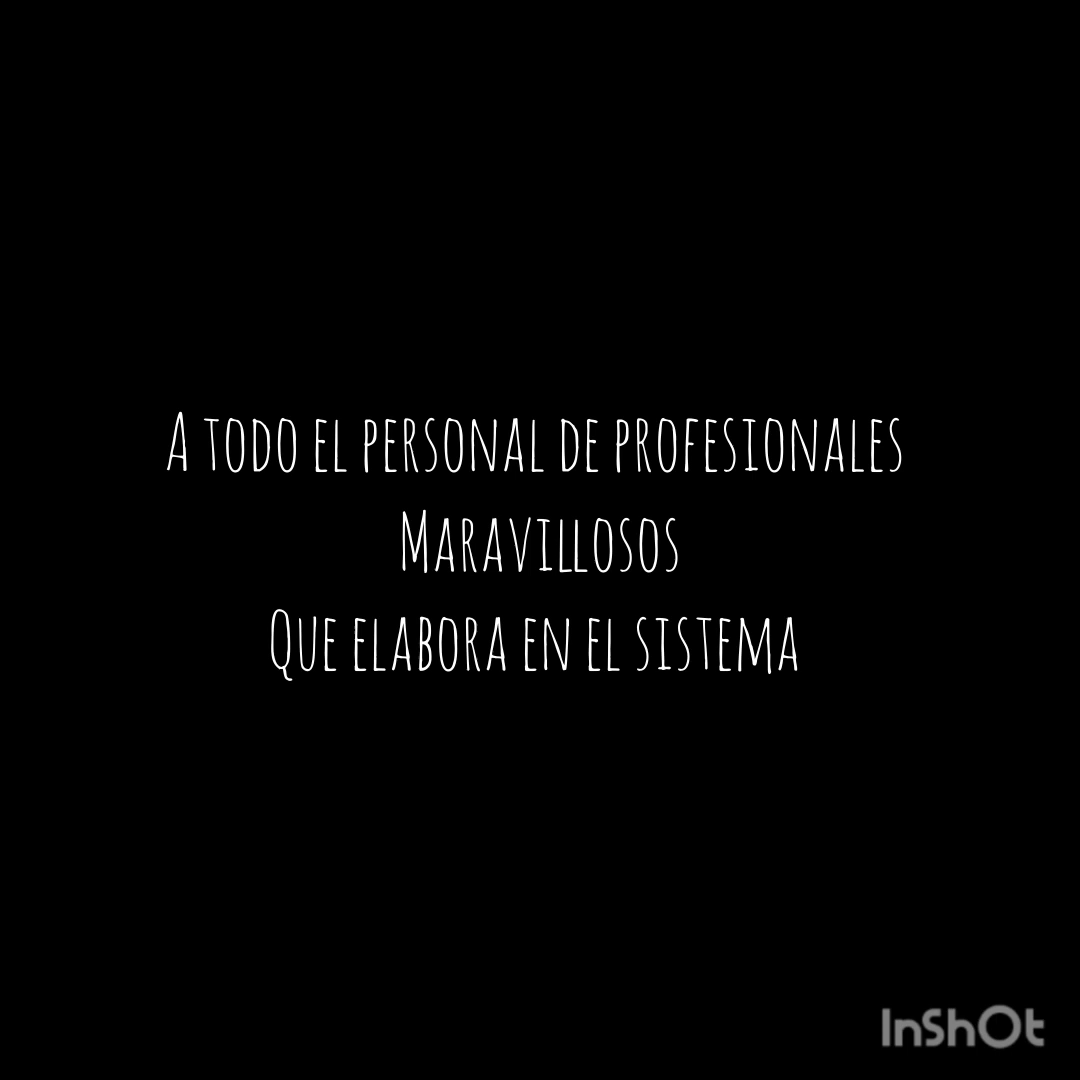 A todo el personal de profesionales
Maravillosos
Que elabora en el sistema
InShOt